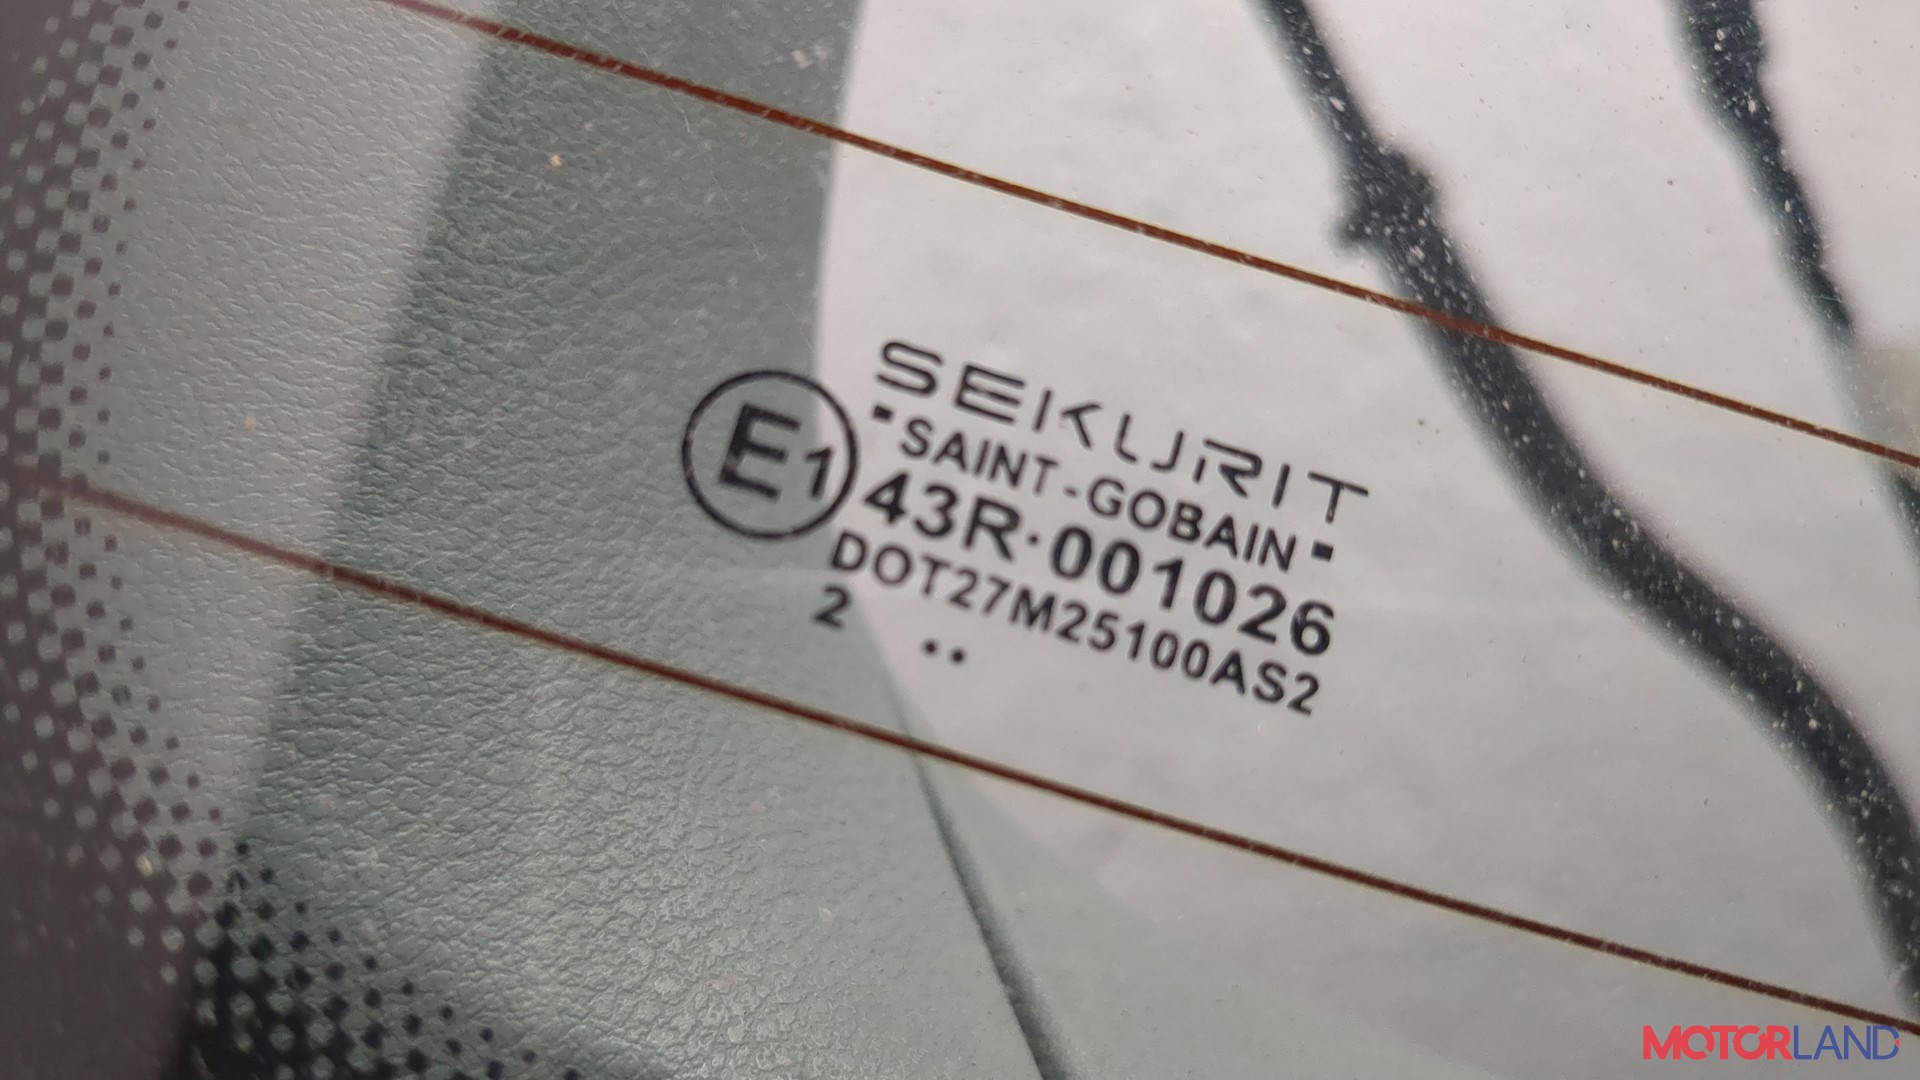 SEKURIT
"SAINT-GOBAIN"
E1
43R·001026
DOT27M25100AS2
2 ..
MOTORLAND